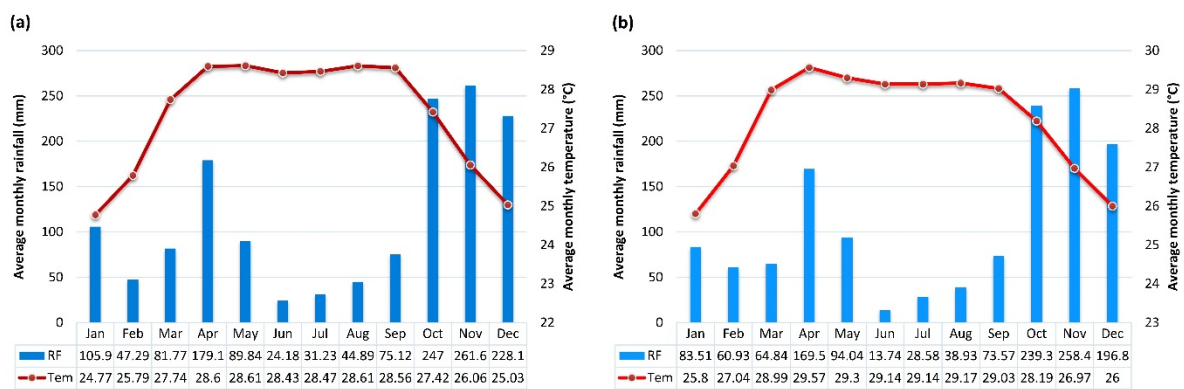 (a)
Average monthly rainfall (mm)
300
250
200
150
100
50
0
29
28
27
26
25
24
23
22
Average monthly temperature (°C)
Jan Feb Mar Apr May Jun Jul Aug Sep Oct Nov Dec
RF 105.9 47.29 81.77 179.1 89.84 24.18 31.23 44.89 75.12 247 261.6 228.1
Tem 24.77 25.79 27.74 28.6 28.61 28.43 28.47 28.61 28.56 27.42 26.06 25.03
(b)
Average monthly rainfall (mm)
300
250
200
150
100
50
0
30
29
28
27
26
25
24
23
Average monthly temperature (°C)
Jan Feb Mar Apr May Jun Jul Aug Sep Oct Nov Dec
RF 83.51 60.93 64.84 169.5 94.04 13.74 28.58 38.93 73.57 239.3 258.4 196.8
Tem 25.8 27.04 28.99 29.57 29.3 29.14 29.14 29.17 29.03 28.19 26.97 26